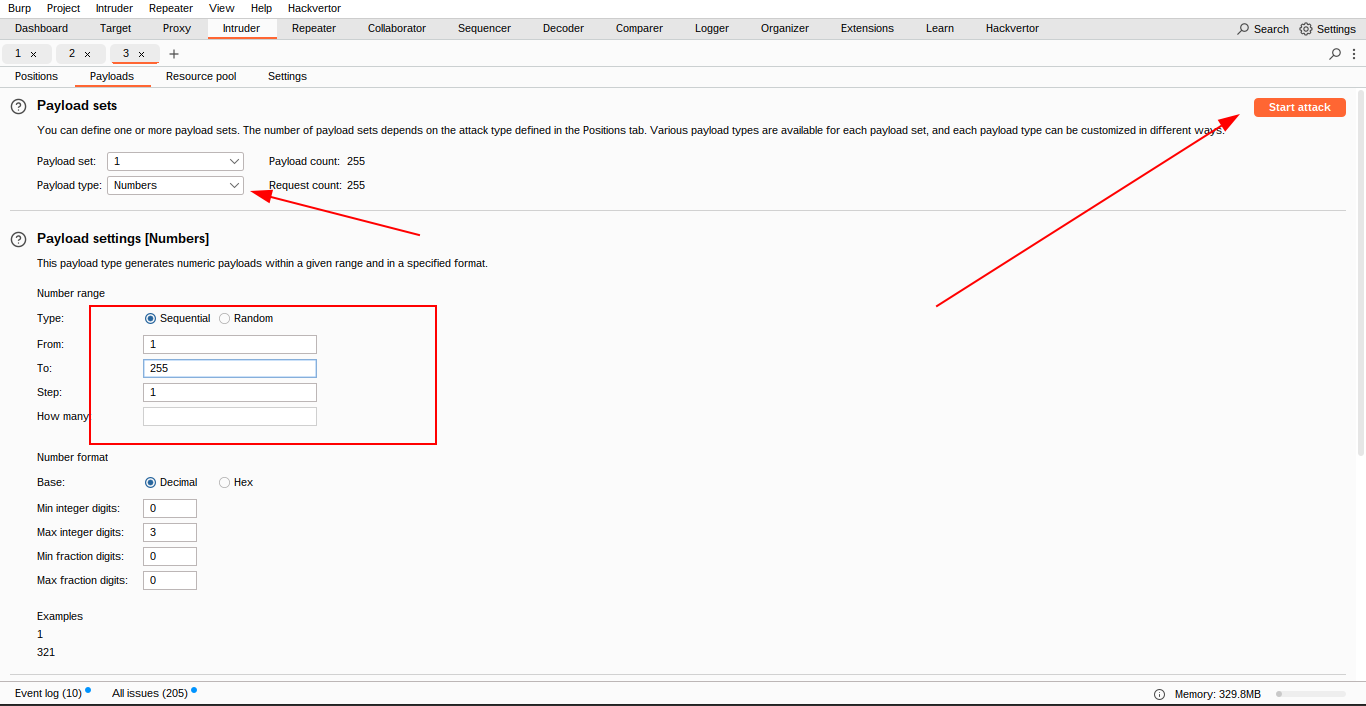 Burp Project Intruder Repeater View Help Hackvertor
Dashboard Target Proxy Intruder Repeater Collaborator Sequencer Decoder Comparer Logger Organizer Extensions Learn Hackvertor Search Settings
1 × 2 × 3 × +
Positions Payloads Resource pool Settings
? Payload sets Start attack
You can define one or more payload sets. The number of payload sets depends on the attack type defined in the Positions tab. Various payload types are available for each payload set, and each payload type can be customized in different ways.
Payload set: 1 Payload count: 255
Payload type: Numbers Request count: 255
? Payload settings [Numbers]
This payload type generates numeric payloads within a given range and in a specified format.
Number range
Type: Sequential Random
From: 1
To: 255
Step: 1
How many
Number format
Base: Decimal Hex
Min integer digits: 0
Max integer digits: 3
Min fraction digits: 0
Max fraction digits: 0
Examples
1
321
Event log (10) All issues (205) Memory: 329.8MB